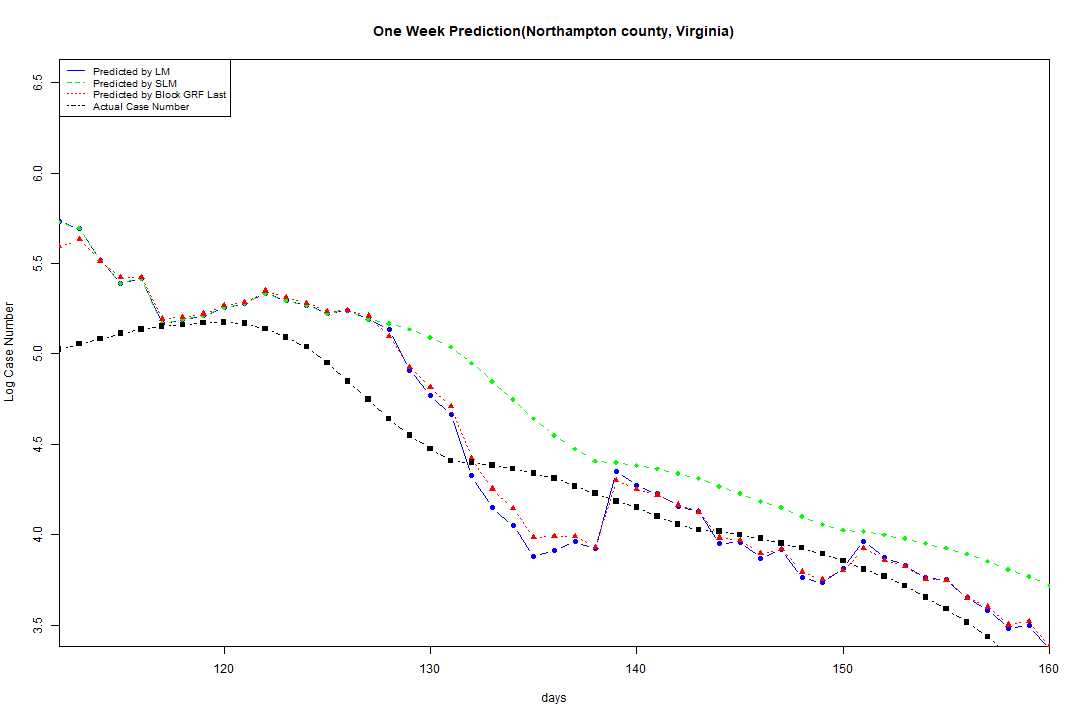 One Week Prediction(Northampton county, Virginia)
Predicted by LM
Predicted by SLM
Predicted by Block GRF Last
Actual Case Number
6.5
6.0
5.5
5.0
4.5
4.0
3.5
Log Case Number
120 130 140 150 160
days